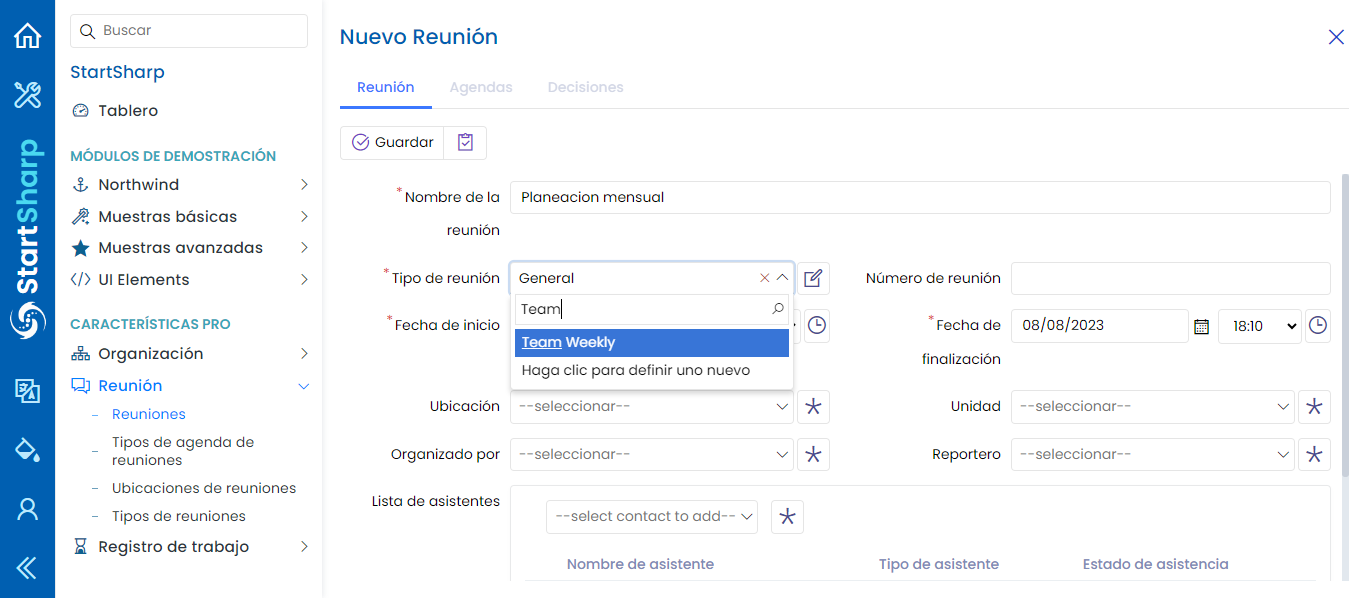 Buscar
StartSharp
Tablero
MÓDULOS DE DEMOSTRACIÓN
Northwind
Muestras básicas
Muestras avanzadas
UI Elements
CARACTERÍSTICAS PRO
Organización
Reunión
Reuniones
Tipos de agenda de
reuniones
Ubicaciones de reuniones
Tipos de reuniones
Registro de trabajo
StartSharp
Nuevo Reunión
Reunión Agendas Decisiones
Guardar
*Nombre de la
reunión
Planeacion mensual
*Tipo de reunión General
Número de reunión
Team
Team Weekly
Haga clic para definir uno nuevo
*Fecha de inicio
*Fecha de
finalización
08/08/2023 18:10
Ubicación --seleccionar-- Unidad --seleccionar--
Organizado por --seleccionar-- Reportero --seleccionar--
Lista de asistentes
--select contact to add--
Nombre de asistente Tipo de asistente Estado de asistencia